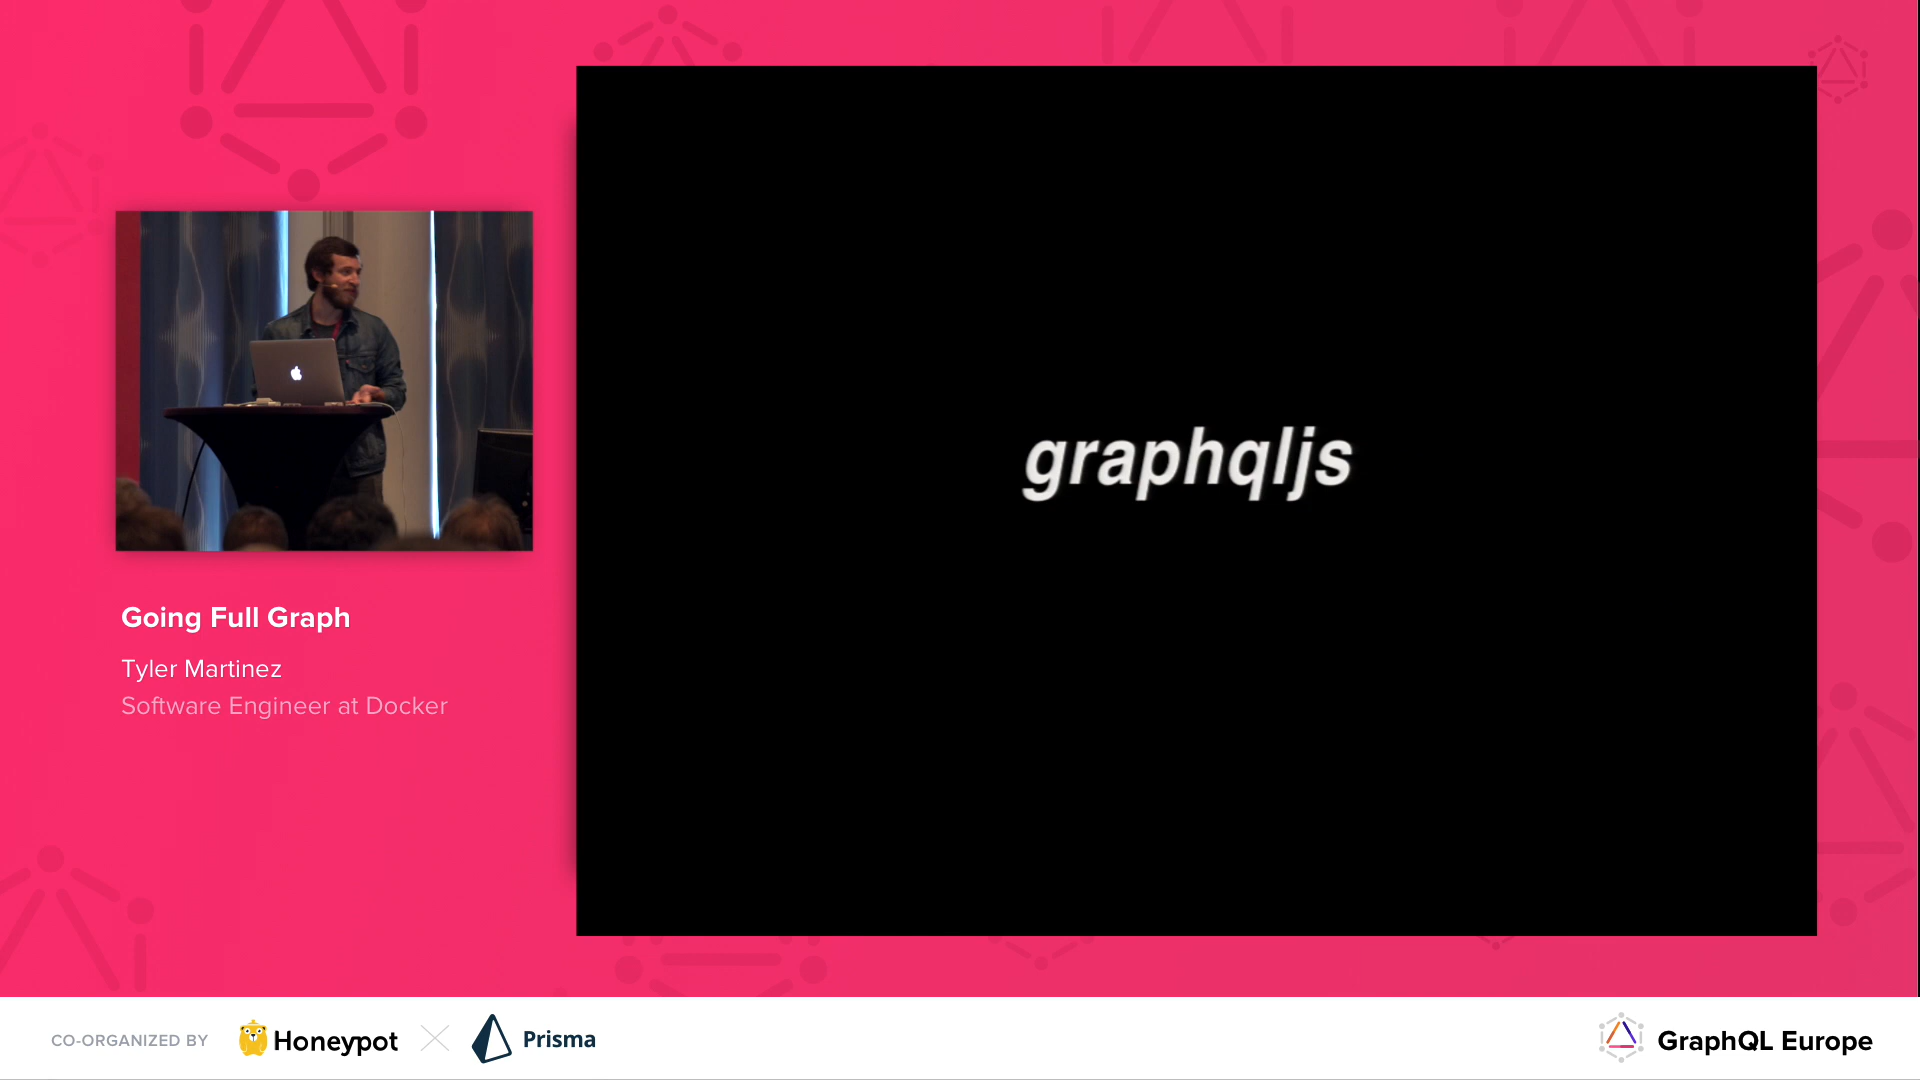 graphqljs
Going Full Graph
Tyler Martinez
Software Engineer at Docker
CO-ORGANIZED BY
Honeypot
Prisma
GraphQL Europe